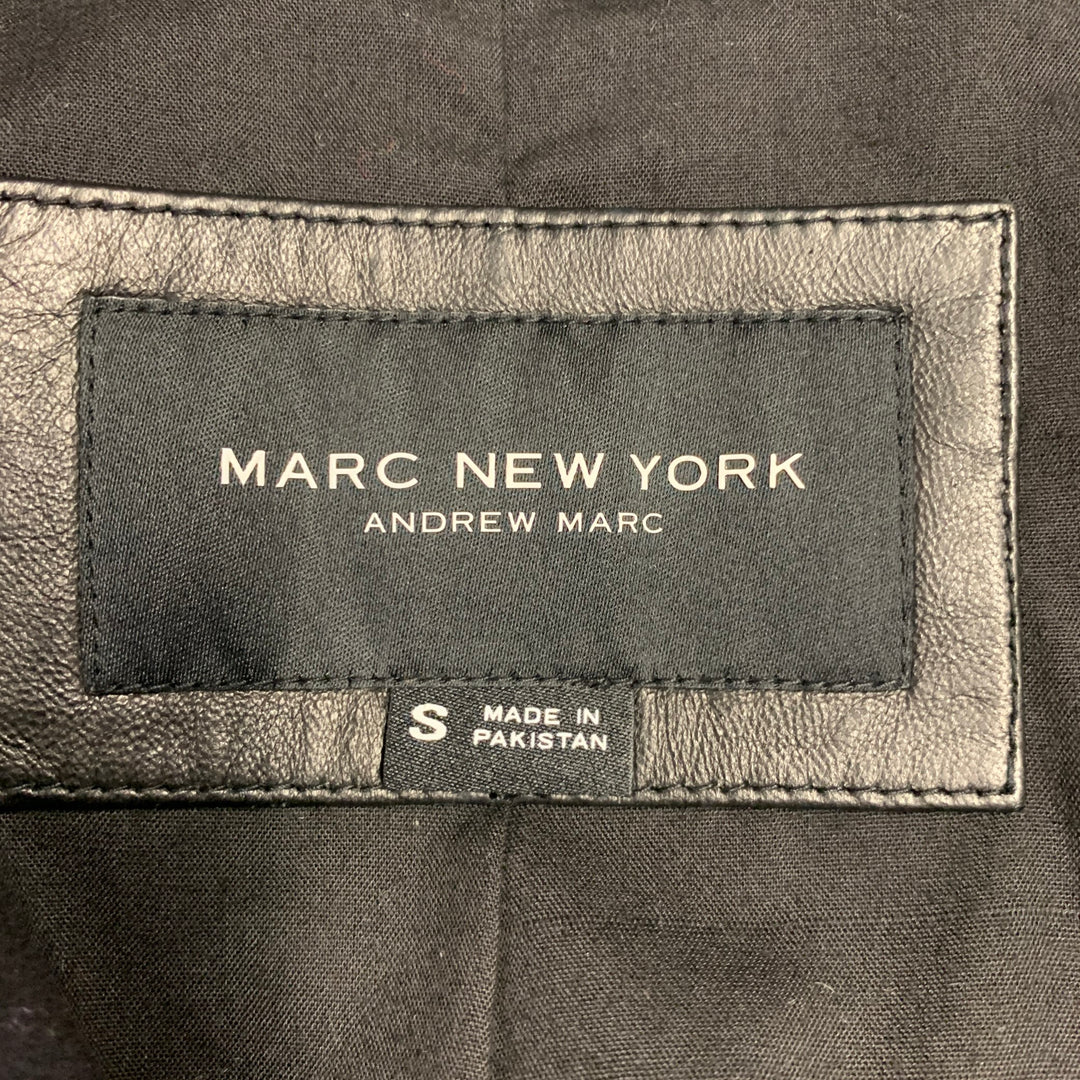 MARC NEW YORK
ANDREW MARC
S
MADE IN
PAKISTAN